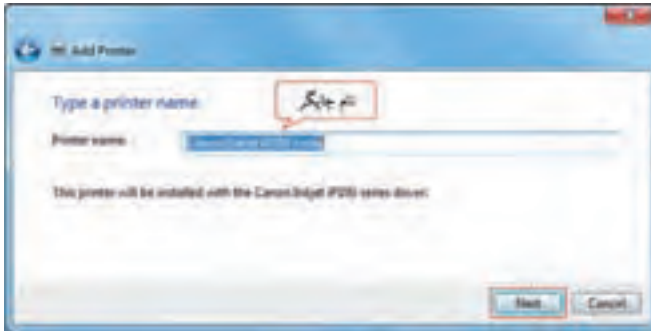 Add Printer
Type a printer name
نام چاپگر
Printer name:
This printer will be installed with the Canon Inkjet series driver.
Next
Cancel